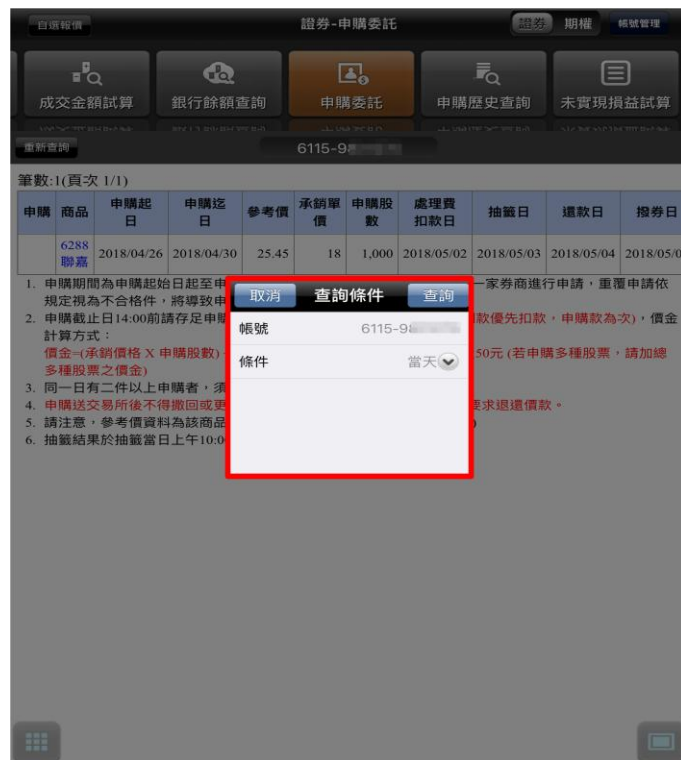 自選報價 證券-申購委託 證券 期權 帳號管理
成交金額試算 銀行餘額查詢 申購委託 申購歷史查詢 未實現損益試算
重新查詢 6115-9
筆數:1(頁次 1/1)
申購 商品 申購起日 申購迄日 參考價 承銷單價 申購股數 處理費扣款日 抽籤日 還款日 撥券日
6288 聯嘉 2018/04/26 2018/04/30 25.45 18 1,000 2018/05/02 2018/05/03 2018/05/04 2018/05/0
1. 申購期間為申購起始日起至申 一家券商進行申請,重覆申請依
規定視為不合格件,將導致申
2. 申購截止日14:00前請存足申購 款優先扣款,申購款為次),價金
計算方式:
價金=(承銷價格 X 申購股數) 50元 (若申購多種股票,請加總
多種股票之價金)
3. 同一日有二件以上申購者,須
4. 申購送交易所後不得撤回或更 要求退還價款。
5. 請注意,參考價資料為該商品 )
6. 抽籤結果於抽籤當日上午10:0
取消 查詢條件 查詢
帳號 6115-9
條件 當天